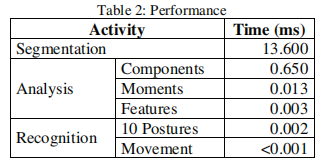 Table 2: Performance
Activity Time (ms)
Segmentation 13.600
Analysis Components 0.650
Moments 0.013
Features 0.003
Recognition 10 Postures 0.002
Movement <0.001